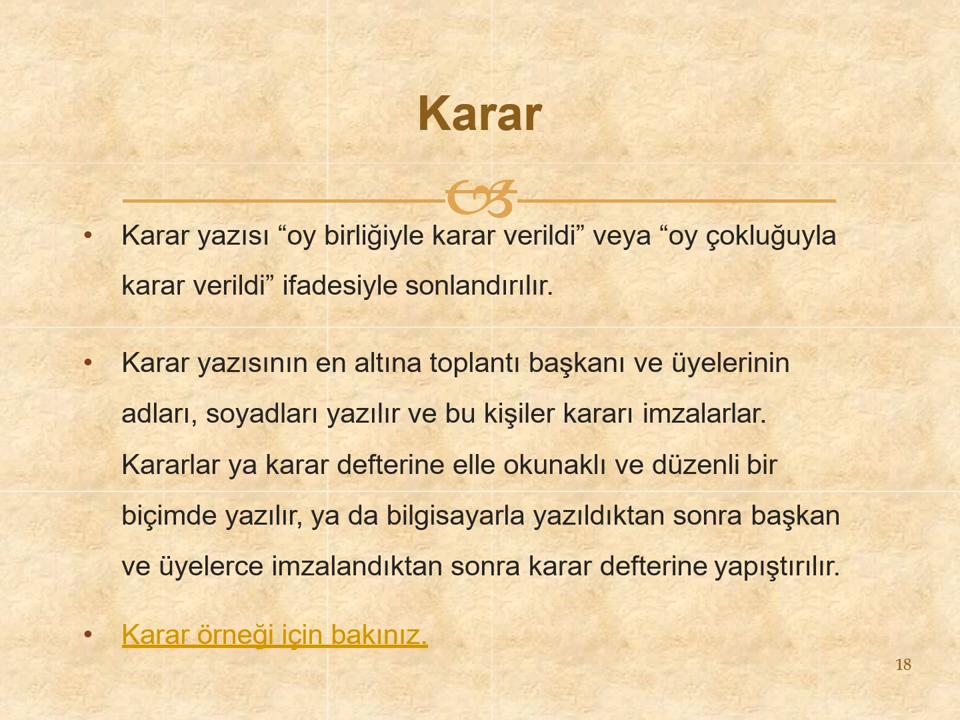 Karar
• Karar yazısı “oy birliğiyle karar verildi” veya “oy çokluğuyla
karar verildi” ifadesiyle sonlandırılır.
• Karar yazısının en altına toplantı başkanı ve üyelerinin
adları, soyadları yazılır ve bu kişiler kararı imzalarlar.
Kararlar ya karar defterine elle okunaklı ve düzenli bir
biçimde yazılır, ya da bilgisayarla yazıldıktan sonra başkan
ve üyelerce imzalandıktan sonra karar defterine yapıştırılır.
• Karar örneği için bakınız.
18